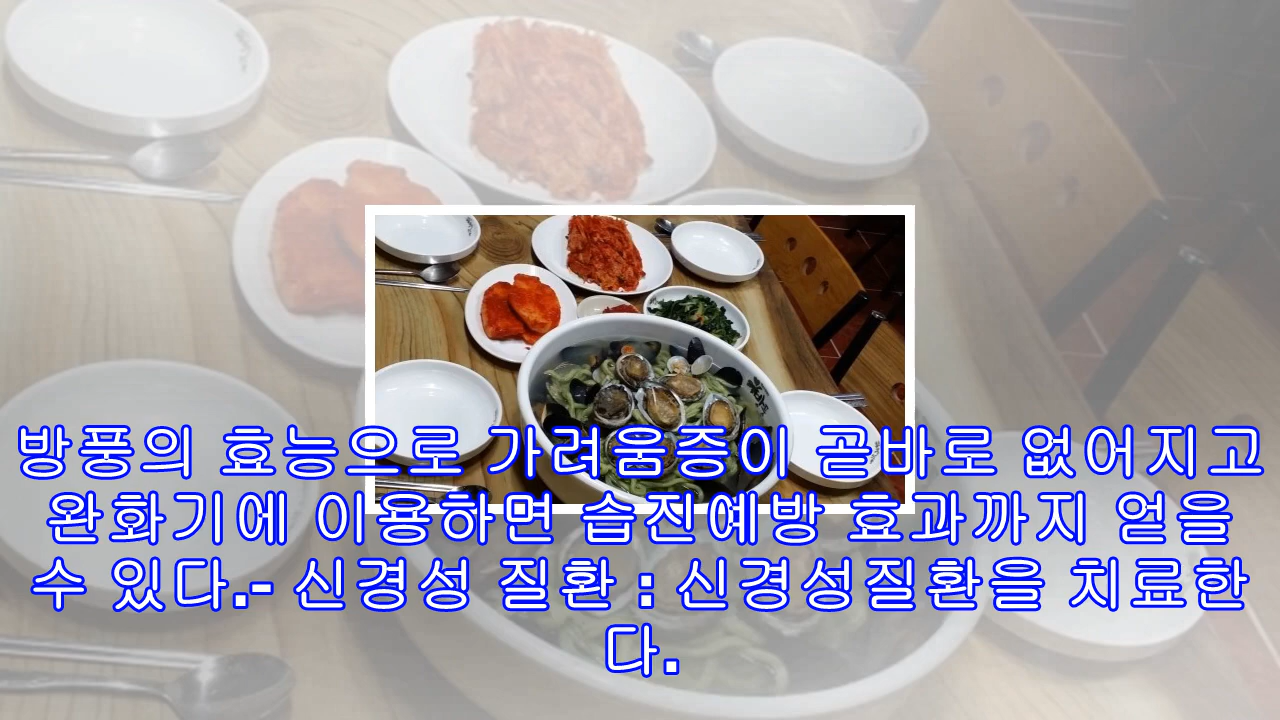 방풍의 효능으로 가려움증이 곧바로 없어지고
완화기에 이용하면 습진예방 효과까지 얻을
수 있다.- 신경성 질환 : 신경성질환을 치료한
다.